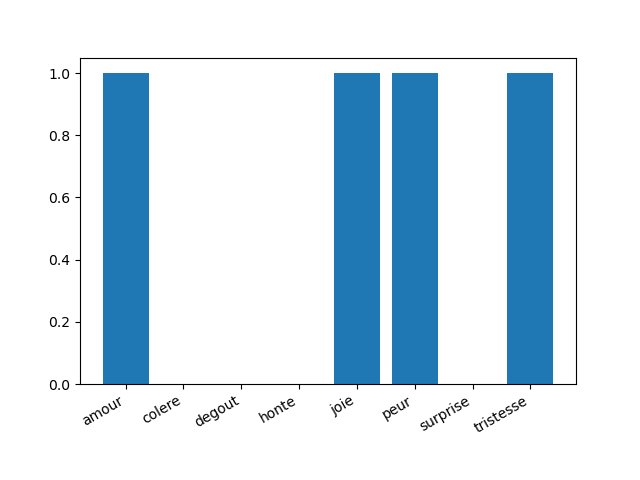 1.0
0.8
0.6
0.4
0.2
0.0
amour
colere
degout
honte
joie
peur
surprise
tristesse